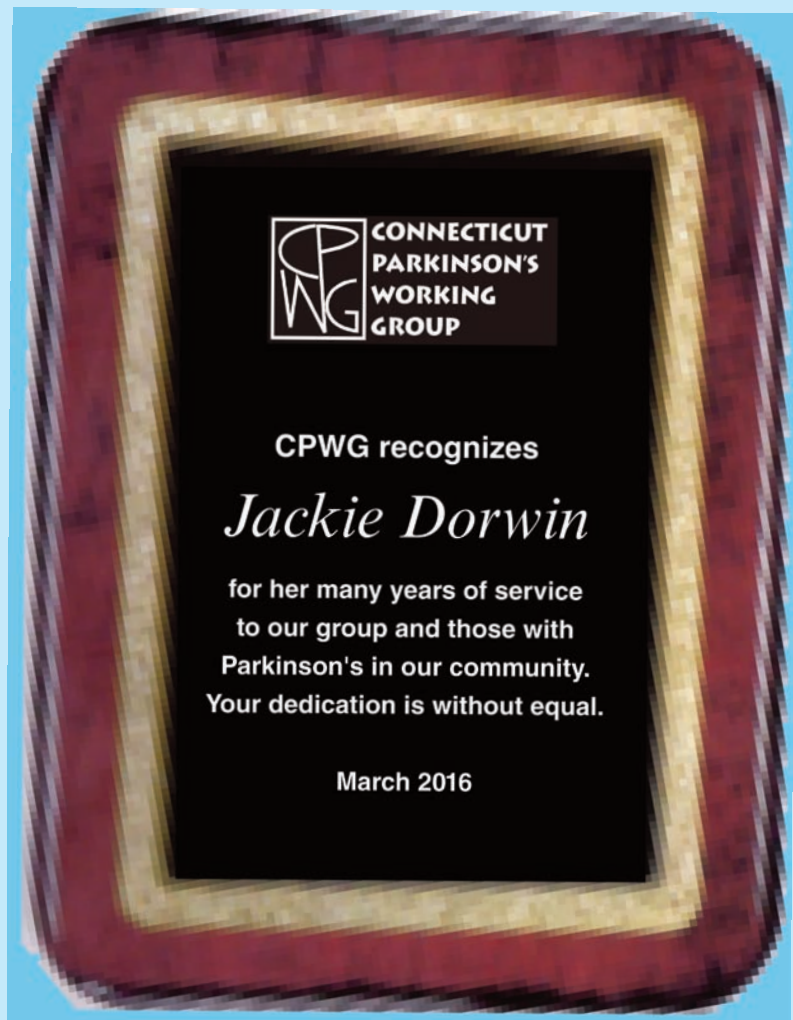 CPWG
CONNECTICUT
PARKINSON'S
WORKING
GROUP
CPWG recognizes
Jackie Dorwin
for her many years of service
to our group and those with
Parkinson's in our community.
Your dedication is without equal.
March 2016